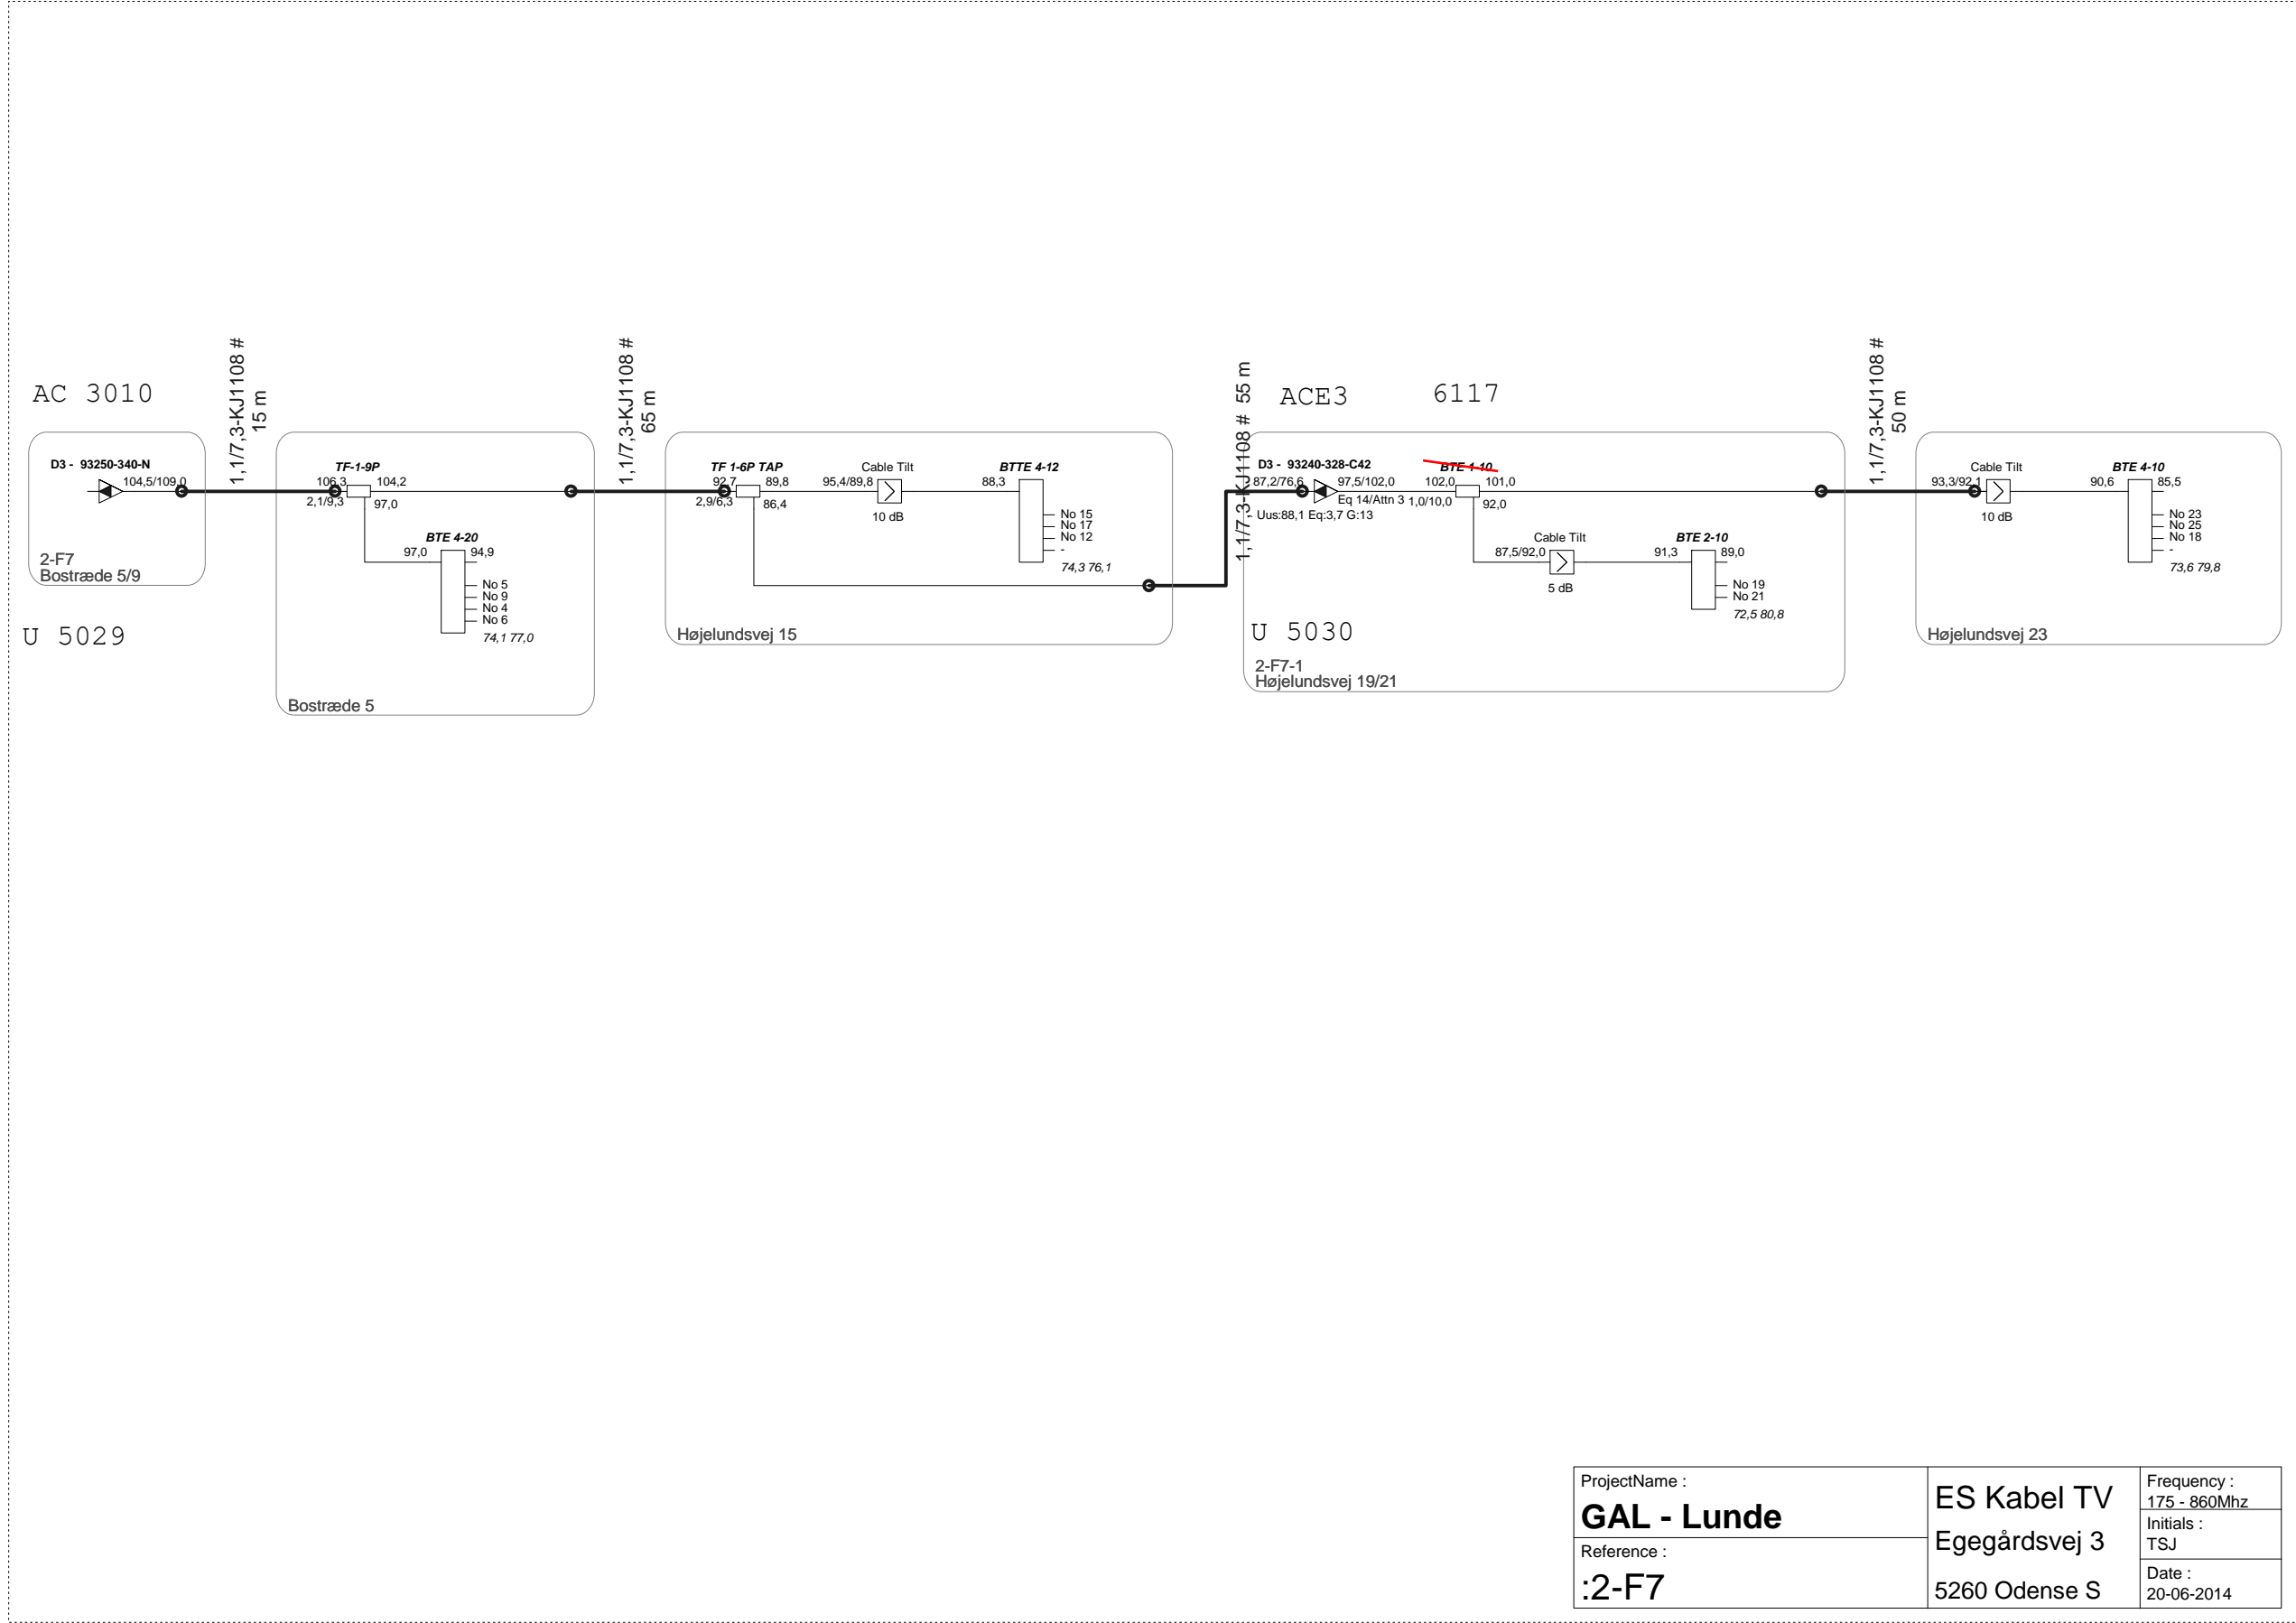 AC 3010
D3 - 93250-340-N
104,5/109,0
2-F7
Bostræde 5/9
U 5029
1,1/7,3-KJ1108 #
15 m
TF-1-9P
106,3
104,2
2,1/9,3
97,0
BTE 4-20
97,0
94,9
No 5
No 9
No 4
No 6
74,1 77,0
Bostræde 5
1,1/7,3-KJ1108 #
65 m
TF 1-6P TAP
92,7
89,8
2,9/6,3
86,4
Cable Tilt
95,4/89,8
10 dB
BTTE 4-12
88,3
No 15
No 17
No 12
-
74,3 76,1
Højelundsvej 15
1,1/7,3-KJ1108 # 55 m
ACE3
6117
D3 - 93240-328-C42
87,2/76,6
97,5/102,0
Eq 14/Attn 3
Uus:88,1 Eq:3,7 G:13
BTE 1-10
102,0
101,0
1,0/10,0
92,0
Cable Tilt
87,5/92,0
5 dB
BTE 2-10
91,3
89,0
No 19
No 21
72,5 80,8
U 5030
2-F7-1
Højelundsvej 19/21
1,1/7,3-KJ1108 #
50 m
Cable Tilt
93,3/92,1
10 dB
BTE 4-10
90,6
85,5
No 23
No 25
No 18
-
73,6 79,8
Højelundsvej 23
ProjectName :
GAL - Lunde
Reference :
:2-F7
ES Kabel TV
Egegårdsvej 3
5260 Odense S
Frequency :
175 - 860Mhz
Initials :
TSJ
Date :
20-06-2014